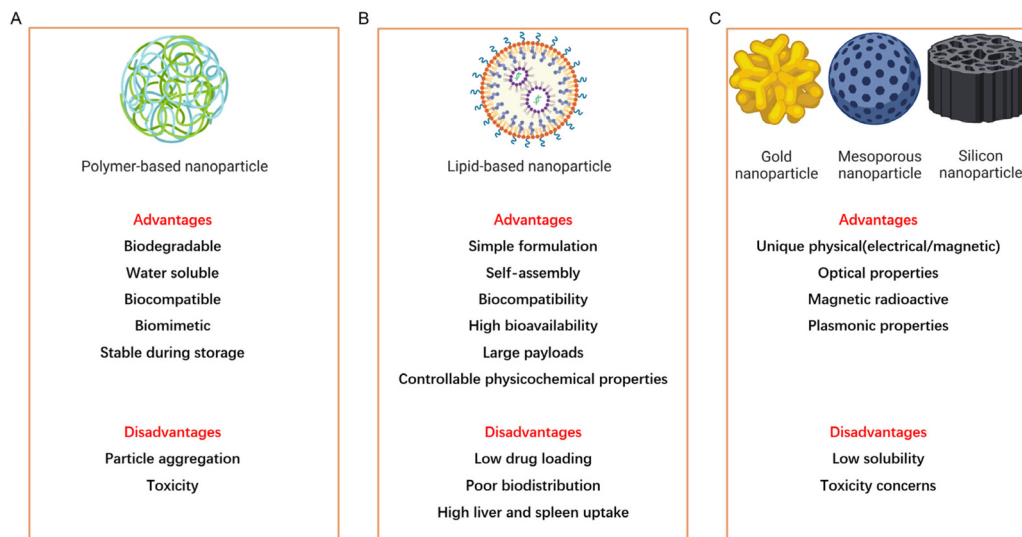 A
Polymer-based nanoparticle
Advantages
Biodegradable
Water soluble
Biocompatible
Biomimetic
Stable during storage
Disadvantages
Particle aggregation
Toxicity
B
Lipid-based nanoparticle
Advantages
Simple formulation
Self-assembly
Biocompatibility
High bioavailability
Large payloads
Controllable physicochemical properties
Disadvantages
Low drug loading
Poor biodistribution
High liver and spleen uptake
C
Gold
nanoparticle
Mesoporous
nanoparticle
Silicon
nanoparticle
Advantages
Unique physical(electrical/magnetic)
Optical properties
Magnetic radioactive
Plasmonic properties
Disadvantages
Low solubility
Toxicity concerns